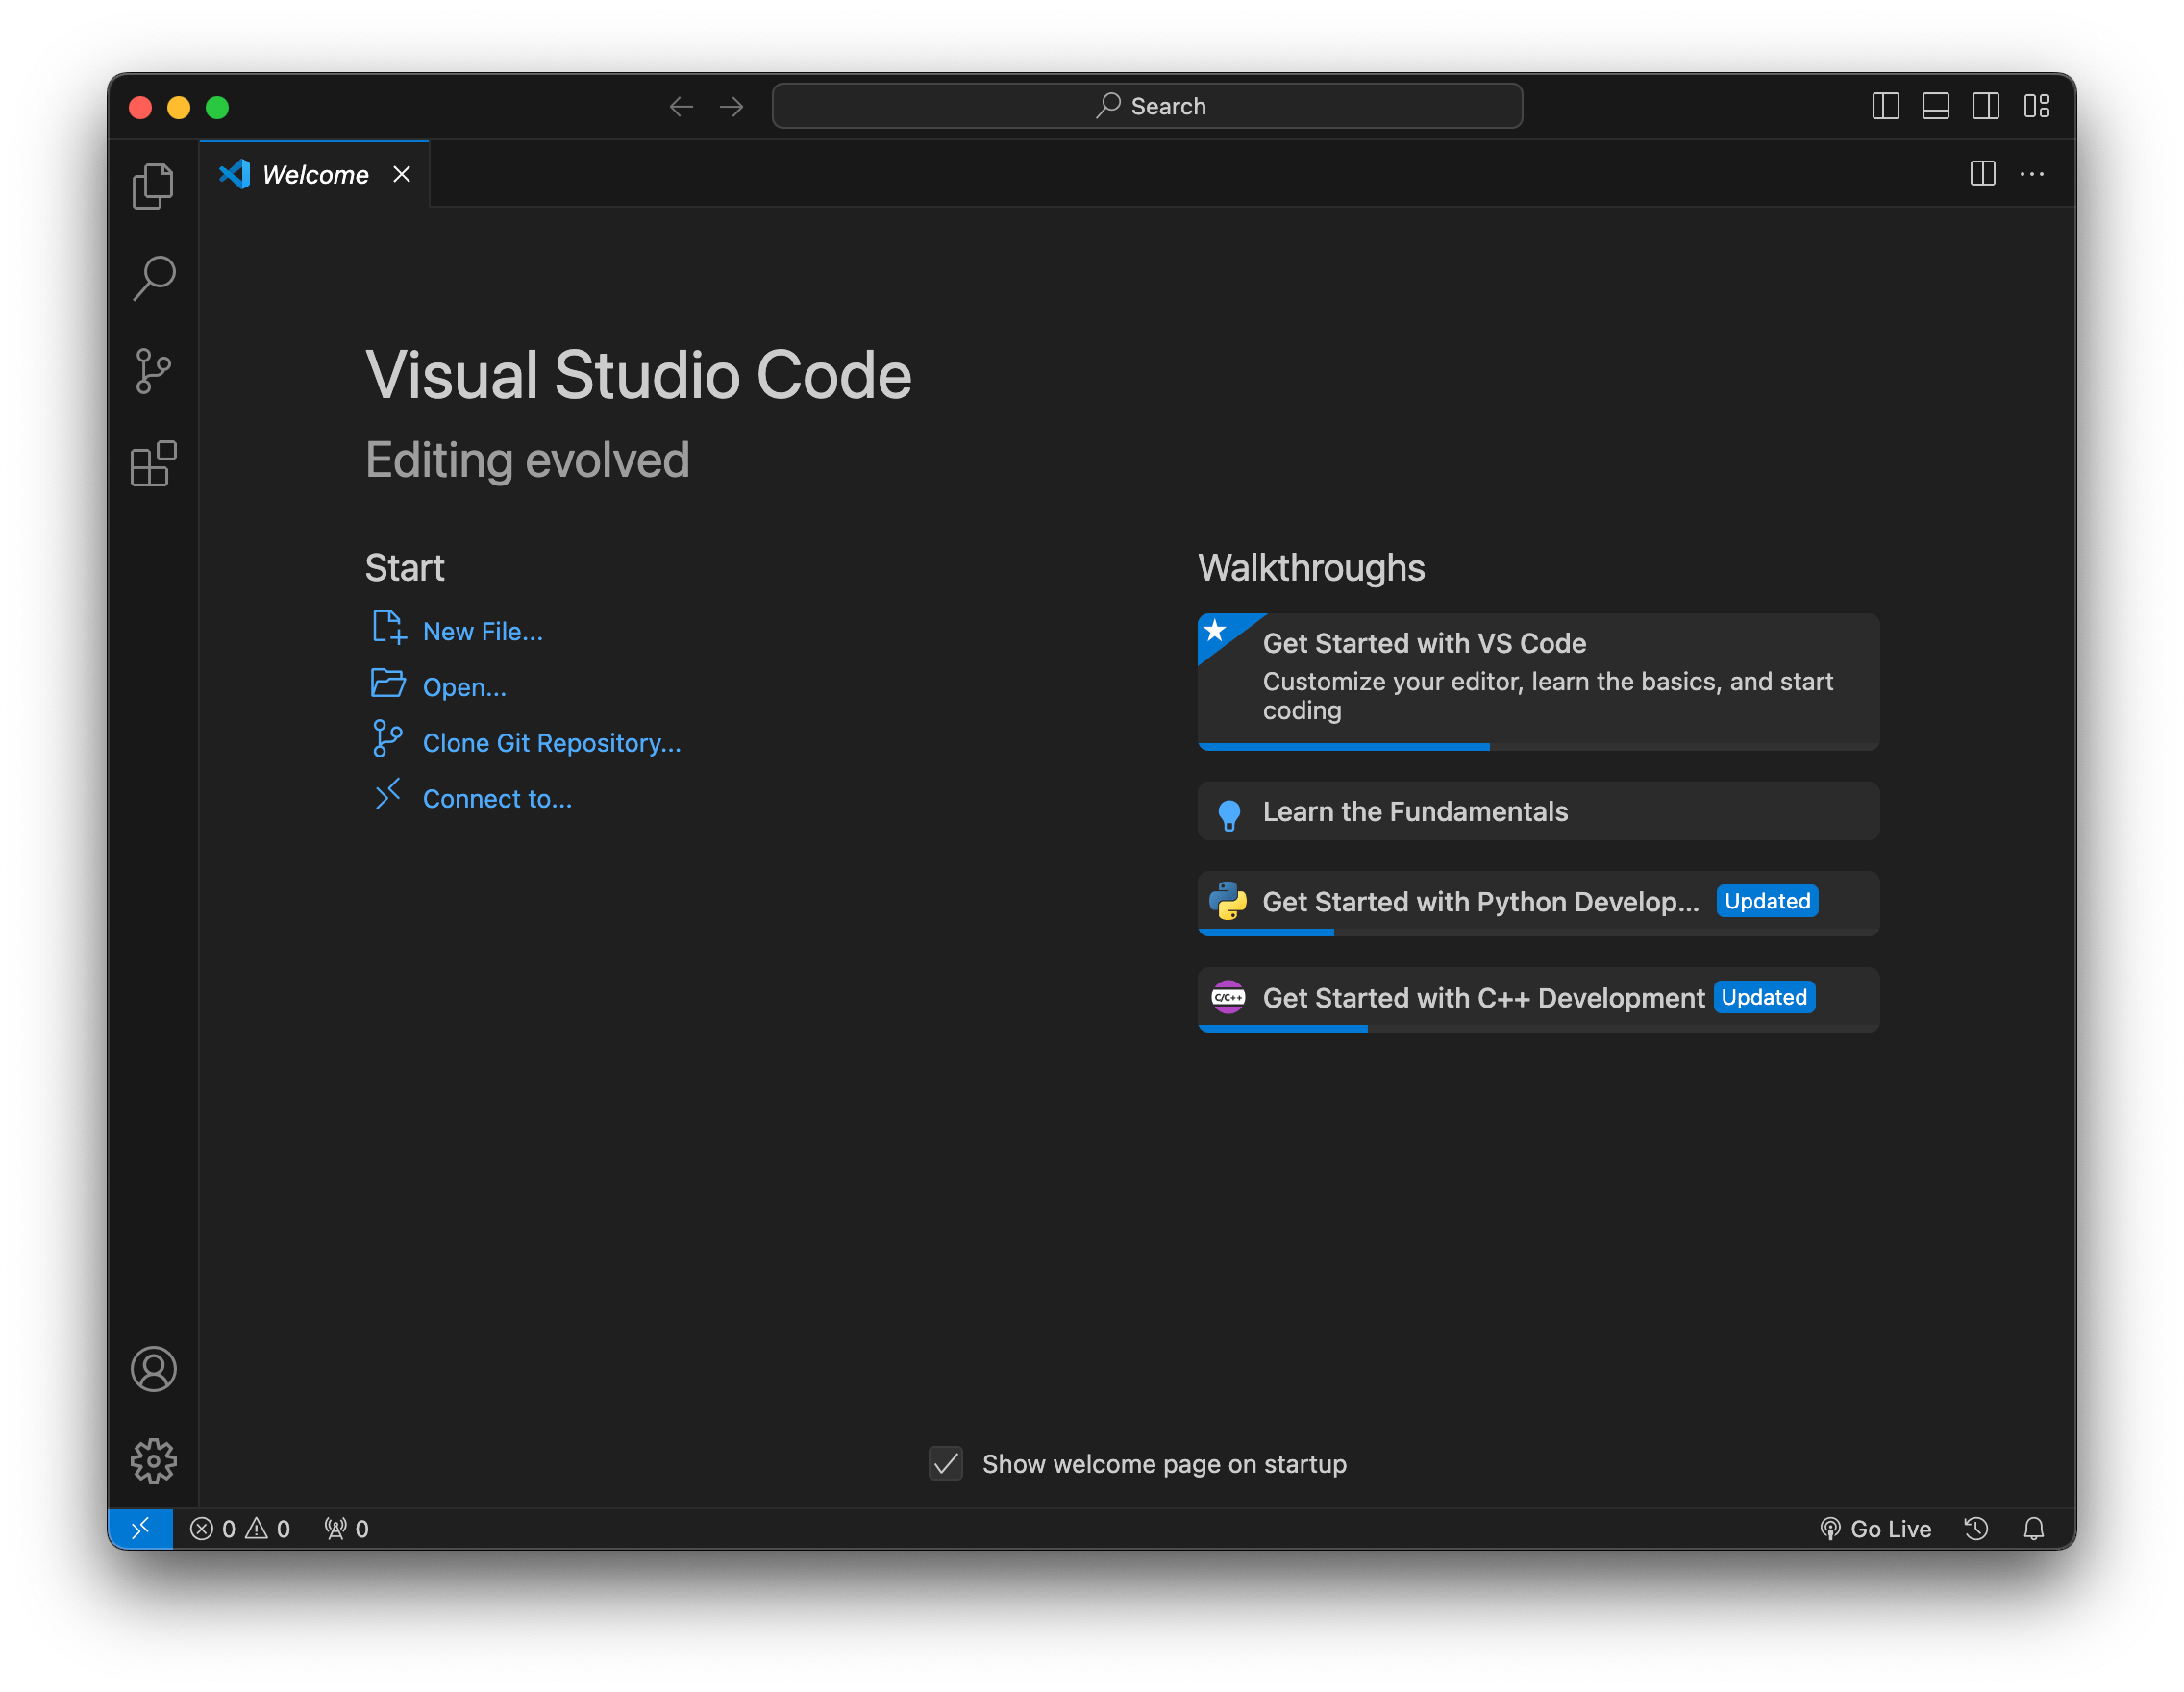 Search
Welcome
Visual Studio Code
Editing evolved
Start
New File...
Open...
Clone Git Repository...
Connect to...
Walkthroughs
Get Started with VS Code
Customize your editor, learn the basics, and start
coding
Learn the Fundamentals
Get Started with Python Develop... Updated
C/C++ Get Started with C++ Development Updated
Show welcome page on startup
0 0 0 Go Live